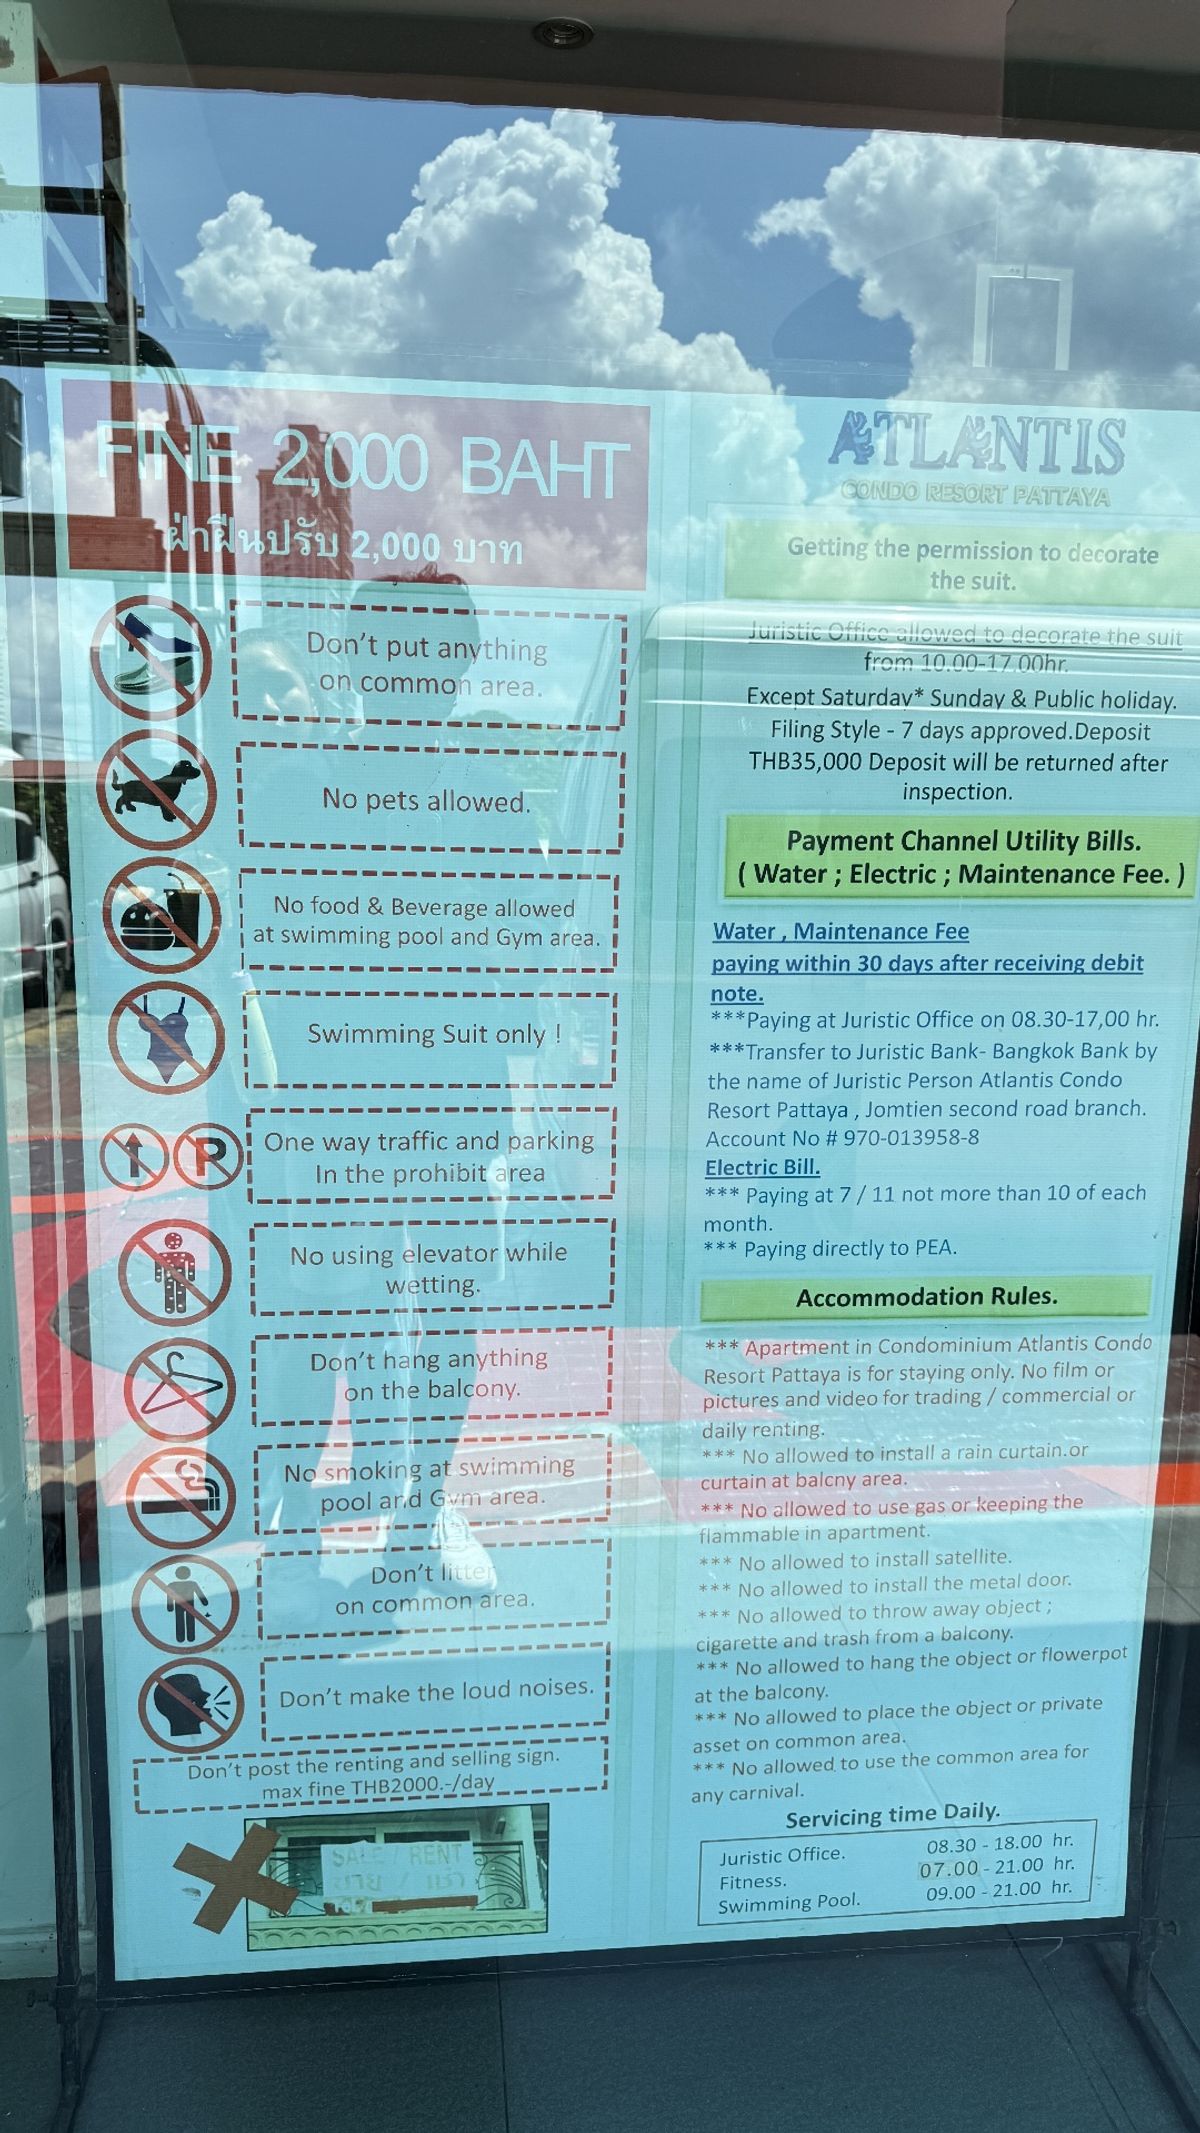 FINE 2,000 BAHT
ฝ่าฝืนปรับ 2,000 บาท
Don't put anything
on common area.
No pets allowed.
No food & Beverage allowed
at swimming pool and Gym area.
Swimming Suit only !
P
One way traffic and parking
In the prohibit area
No using elevator while
wetting.
Don't hang anything
on the balcony.
No smoking at swimming
pool and Gym area.
Don't litter
on common area.
Don't make the loud noises.
Don't post the renting and selling sign.
max fine THB2000.-/day
SALE / RENT
ขาย / เช่า
ATLANTIS
CONDO RESORT PATTAYA
Getting the permission to decorate
the suit.
Juristic Office allowed to decorate the suit
from 10.00-17.00hr.
Except Saturday* Sunday & Public holiday.
Filing Style - 7 days approved.Deposit
THB35,000 Deposit will be returned after
inspection.
Payment Channel Utility Bills.
( Water ; Electric ; Maintenance Fee. )
Water , Maintenance Fee
paying within 30 days after receiving debit
note.
***Paying at Juristic Office on 08.30-17,00 hr.
***Transfer to Juristic Bank- Bangkok Bank by
the name of Juristic Person Atlantis Condo
Resort Pattaya , Jomtien second road branch.
Account No # 970-013958-8
Electric Bill.
*** Paying at 7 / 11 not more than 10 of each
month.
*** Paying directly to PEA.
Accommodation Rules.
*** Apartment in Condominium Atlantis Condo
Resort Pattaya is for staying only. No film or
pictures and video for trading / commercial or
daily renting.
*** No allowed to install a rain curtain.or
curtain at balcny area.
*** No allowed to use gas or keeping the
flammable in apartment.
*** No allowed to install satellite.
*** No allowed to install the metal door.
*** No allowed to throw away object ;
cigarette and trash from a balcony.
*** No allowed to hang the object or flowerpot
at the balcony.
*** No allowed to place the object or private
asset on common area.
*** No allowed to use the common area for
any carnival.
Servicing time Daily.
Juristic Office. 08.30 - 18.00 hr.
Fitness. 07.00 - 21.00 hr.
Swimming Pool. 09.00 - 21.00 hr.